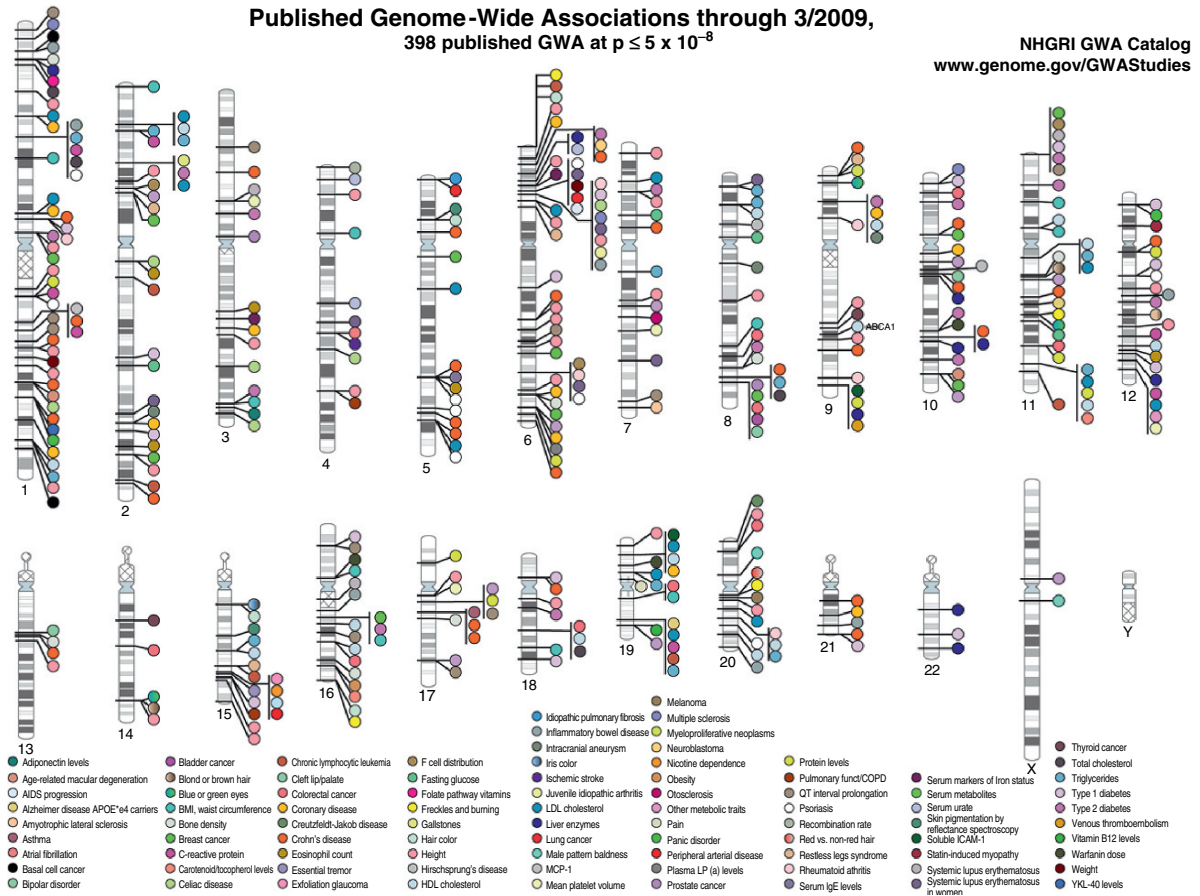 Published Genome-Wide Associations through 3/2009,
398 published GWA at p ≤ 5 x 10⁻⁸
NHGRI GWA Catalog
www.genome.gov/GWAStudies
ABCA1
1
2
3
4
5
6
7
8
9
10
11
12
13
14
15
16
17
18
19
20
21
22
X
Y
Adiponectin levels
Age-related macular degeneration
AIDS progression
Alzheimer disease APOE*e4 carriers
Amyotrophic lateral sclerosis
Asthma
Atrial fibrillation
Basal cell cancer
Bipolar disorder
Bladder cancer
Blond or brown hair
Blue or green eyes
BMI, waist circumference
Bone density
Breast cancer
C-reactive protein
Carotenoid/tocopherol levels
Celiac disease
Chronic lymphocytic leukemia
Cleft lip/palate
Colorectal cancer
Coronary disease
Creutzfeldt-Jakob disease
Crohn's disease
Eosinophil count
Essential tremor
Exfoliation glaucoma
F cell distribution
Fasting glucose
Folate pathway vitamins
Freckles and burning
Gallstones
Hair color
Height
Hirschsprung's disease
HDL cholesterol
Idiopathic pulmonary fibrosis
Inflammatory bowel disease
Intracranial aneurysm
Iris color
Ischemic stroke
Juvenile idiopathic arthritis
LDL cholesterol
Liver enzymes
Lung cancer
Male pattern baldness
MCP-1
Mean platelet volume
Melanoma
Multiple sclerosis
Myeloproliferative neoplasms
Neuroblastoma
Nicotine dependence
Obesity
Otosclerosis
Other metebolic traits
Pain
Panic disorder
Peripheral arterial disease
Plasma LP (a) levels
Prostate cancer
Protein levels
Pulmonary funct/COPD
QT interval prolongation
Psoriasis
Recombination rate
Red vs. non-red hair
Restless legs syndrome
Rheumatoid athritis
Serum IgE levels
Serum markers of Iron status
Serum metabolites
Serum urate
Skin pigmentation by
reflectance spectroscopy
Soluble ICAM-1
Statin-induced myopathy
Systemic lupus erythematosus
Systemic lupus erythematosus
in women
Thyroid cancer
Total cholesterol
Triglycerides
Type 1 diabetes
Type 2 diabetes
Venous thromboembolism
Vitamin B12 levels
Warfanin dose
Weight
YKL-40 levels